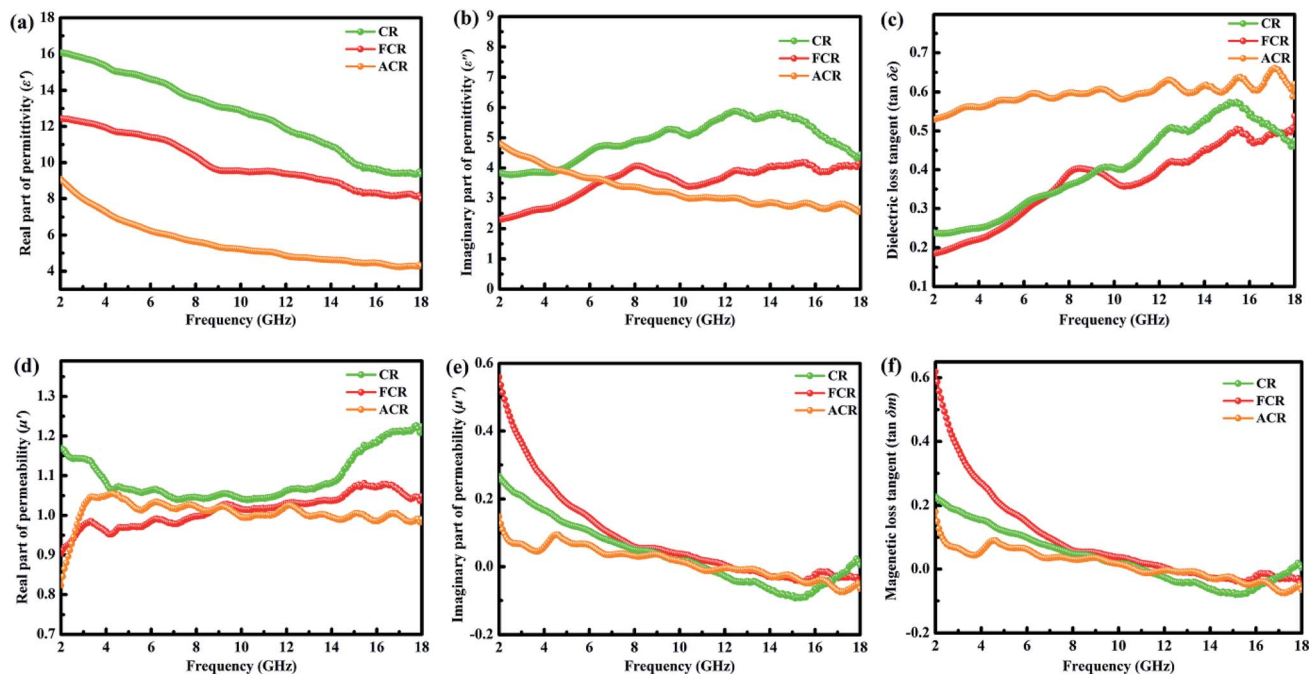 (a)
CR
FCR
ACR
Real part of permittivity (ε′)
18
16
14
12
10
8
6
4
2 4 6 8 10 12 14 16 18
Frequency (GHz)
(b)
CR
FCR
ACR
Imaginary part of permittivity (ε″)
9
8
7
6
5
4
3
2
1
0
2 4 6 8 10 12 14 16 18
Frequency (GHz)
(c)
CR
FCR
ACR
Dielectric loss tangent (tan δe)
0.7
0.6
0.5
0.4
0.3
0.2
0.1
2 4 6 8 10 12 14 16 18
Frequency (GHz)
(d)
CR
FCR
ACR
Real part of permeability (μ′)
1.3
1.2
1.1
1.0
0.9
0.8
0.7
2 4 6 8 10 12 14 16 18
Frequency (GHz)
(e)
CR
FCR
ACR
Imaginary part of permeability (μ″)
0.6
0.4
0.2
0.0
-0.2
2 4 6 8 10 12 14 16 18
Frequency (GHz)
(f)
CR
FCR
ACR
Magenetic loss tangent (tan δm)
0.6
0.4
0.2
0.0
-0.2
2 4 6 8 10 12 14 16 18
Frequency (GHz)